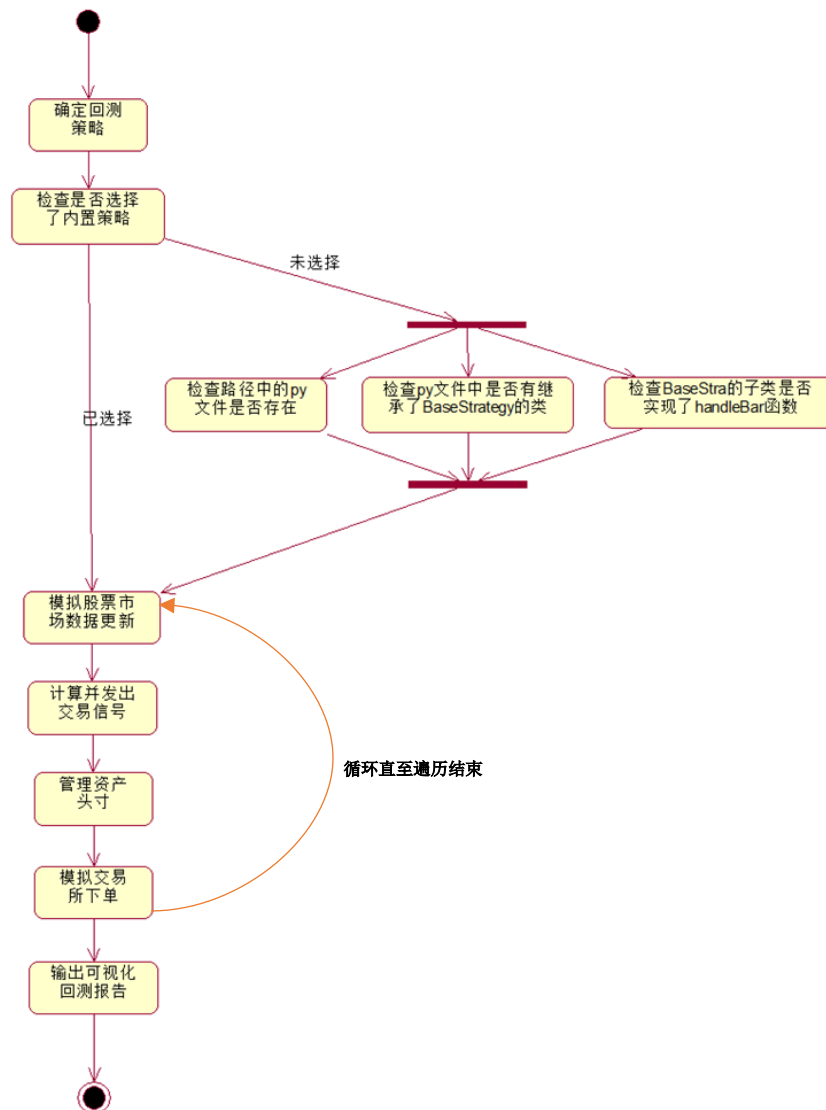 确定回测
策略
检查是否选择
了内置策略
未选择
检查路径中的py
文件是否存在
检查py文件中是否有继
承了BaseStrategy的类
检查BaseStra的子类是否
实现了handleBar函数
已选择
模拟股票市
场数据更新
计算并发出
交易信号
循环直至遍历结束
管理资产
头寸
模拟交易
所下单
输出可视化
回测报告